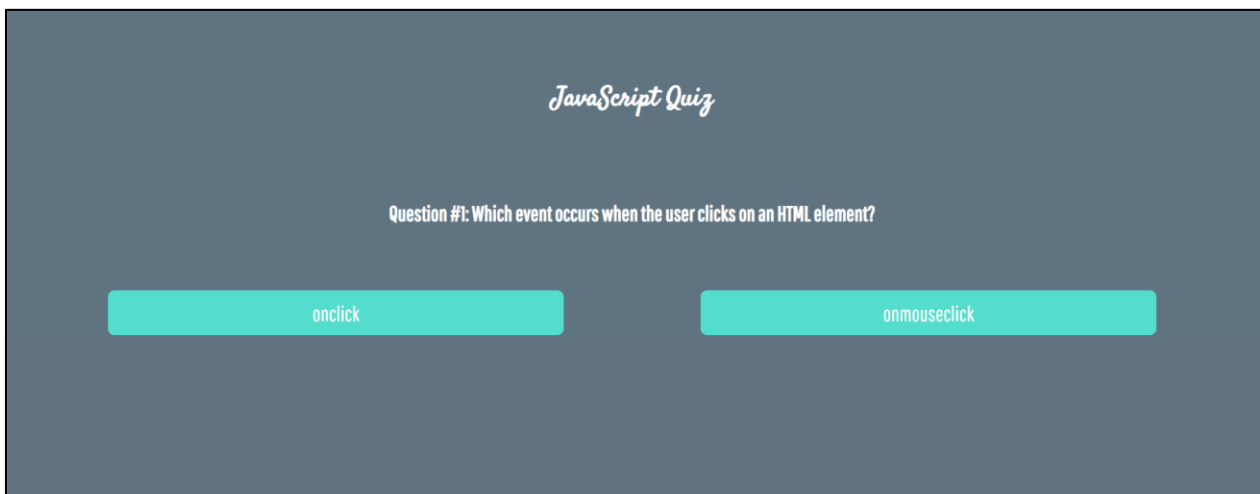 JavaScript Quiz
Question #1: Which event occurs when the user clicks on an HTML element?
onclick
onmouseclick